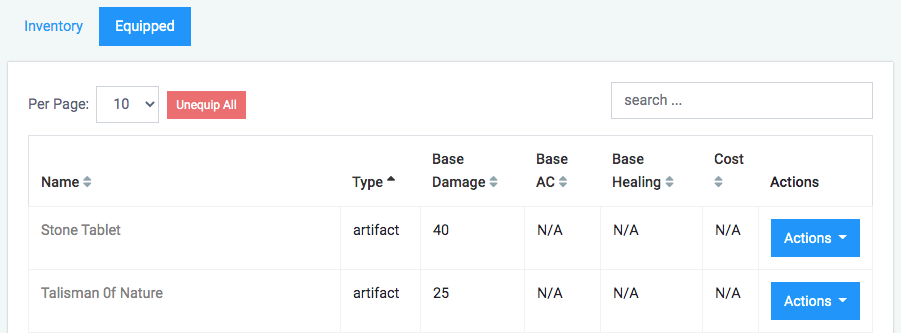 Inventory Equipped
Per Page: 10 Unequip All search ...
Base Base Base Cost
Name Type Damage AC Healing Actions
Stone Tablet artifact 40 N/A N/A N/A Actions
Talisman 0f Nature artifact 25 N/A N/A N/A Actions